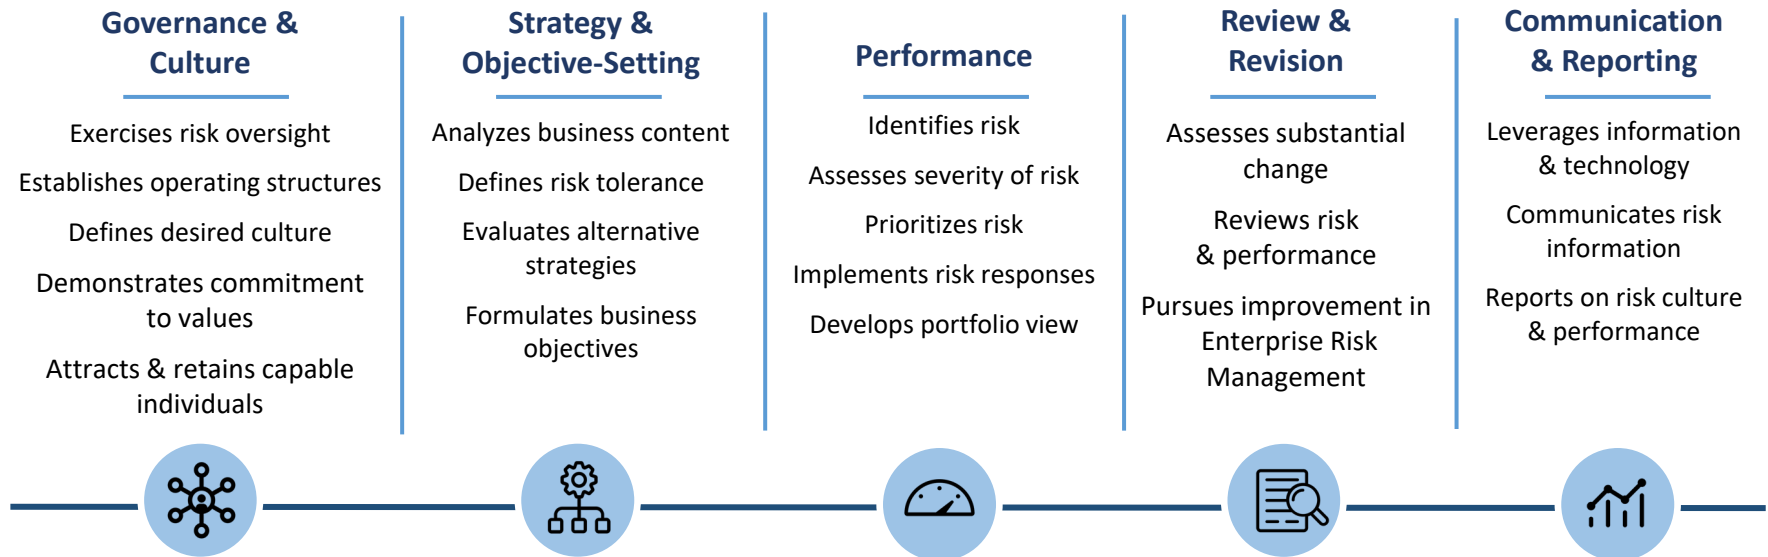 Governance &
Culture
Exercises risk oversight
Establishes operating structures
Defines desired culture
Demonstrates commitment
to values
Attracts & retains capable
individuals
Strategy &
Objective-Setting
Analyzes business content
Defines risk tolerance
Evaluates alternative
strategies
Formulates business
objectives
Performance
Identifies risk
Assesses severity of risk
Prioritizes risk
Implements risk responses
Develops portfolio view
Review &
Revision
Assesses substantial
change
Reviews risk
& performance
Pursues improvement in
Enterprise Risk
Management
Communication
& Reporting
Leverages information
& technology
Communicates risk
information
Reports on risk culture
& performance